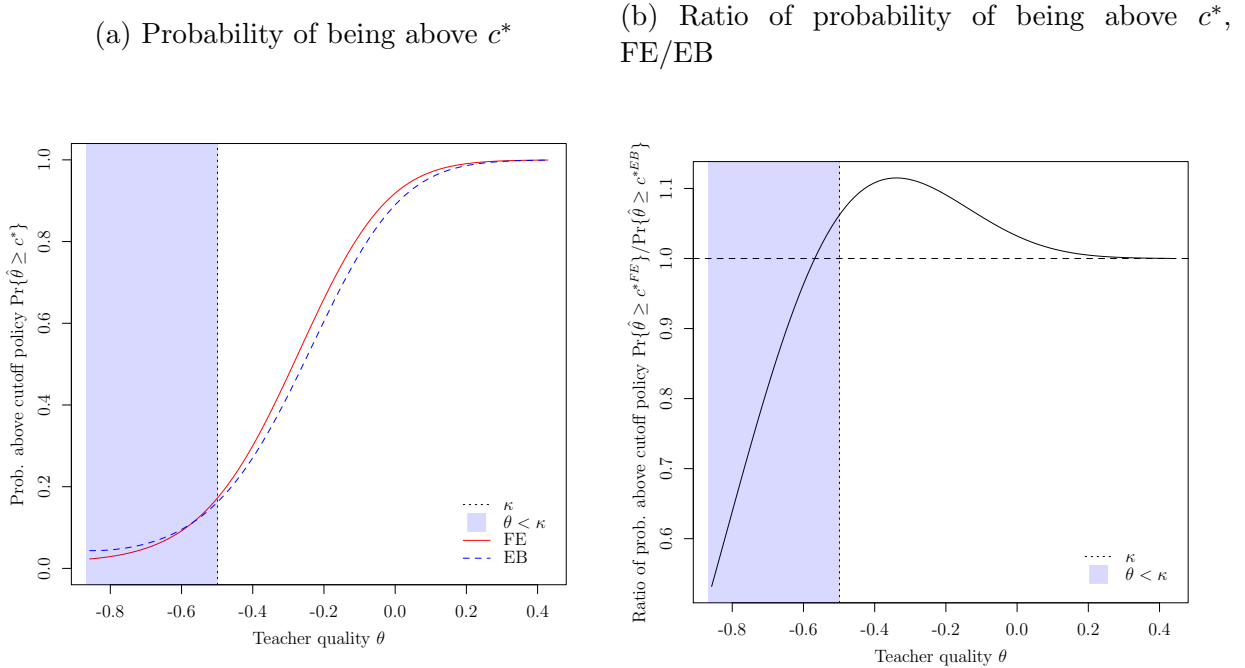 (a) Probability of being above c*
(b) Ratio of probability of being above c*,
FE/EB
Prob. above cutoff policy Pr{θ̂ ≥ c*}
1.0
0.8
0.6
0.4
0.2
0.0
κ
θ < κ
FE
EB
-0.8 -0.6 -0.4 -0.2 0.0 0.2 0.4
Teacher quality θ
Ratio of prob. above cutoff policy Pr{θ̂ ≥ c*^{FE}}/Pr{θ̂ ≥ c*^{EB}}
1.1
1.0
0.9
0.8
0.7
0.6
κ
θ < κ
-0.8 -0.6 -0.4 -0.2 0.0 0.2 0.4
Teacher quality θ